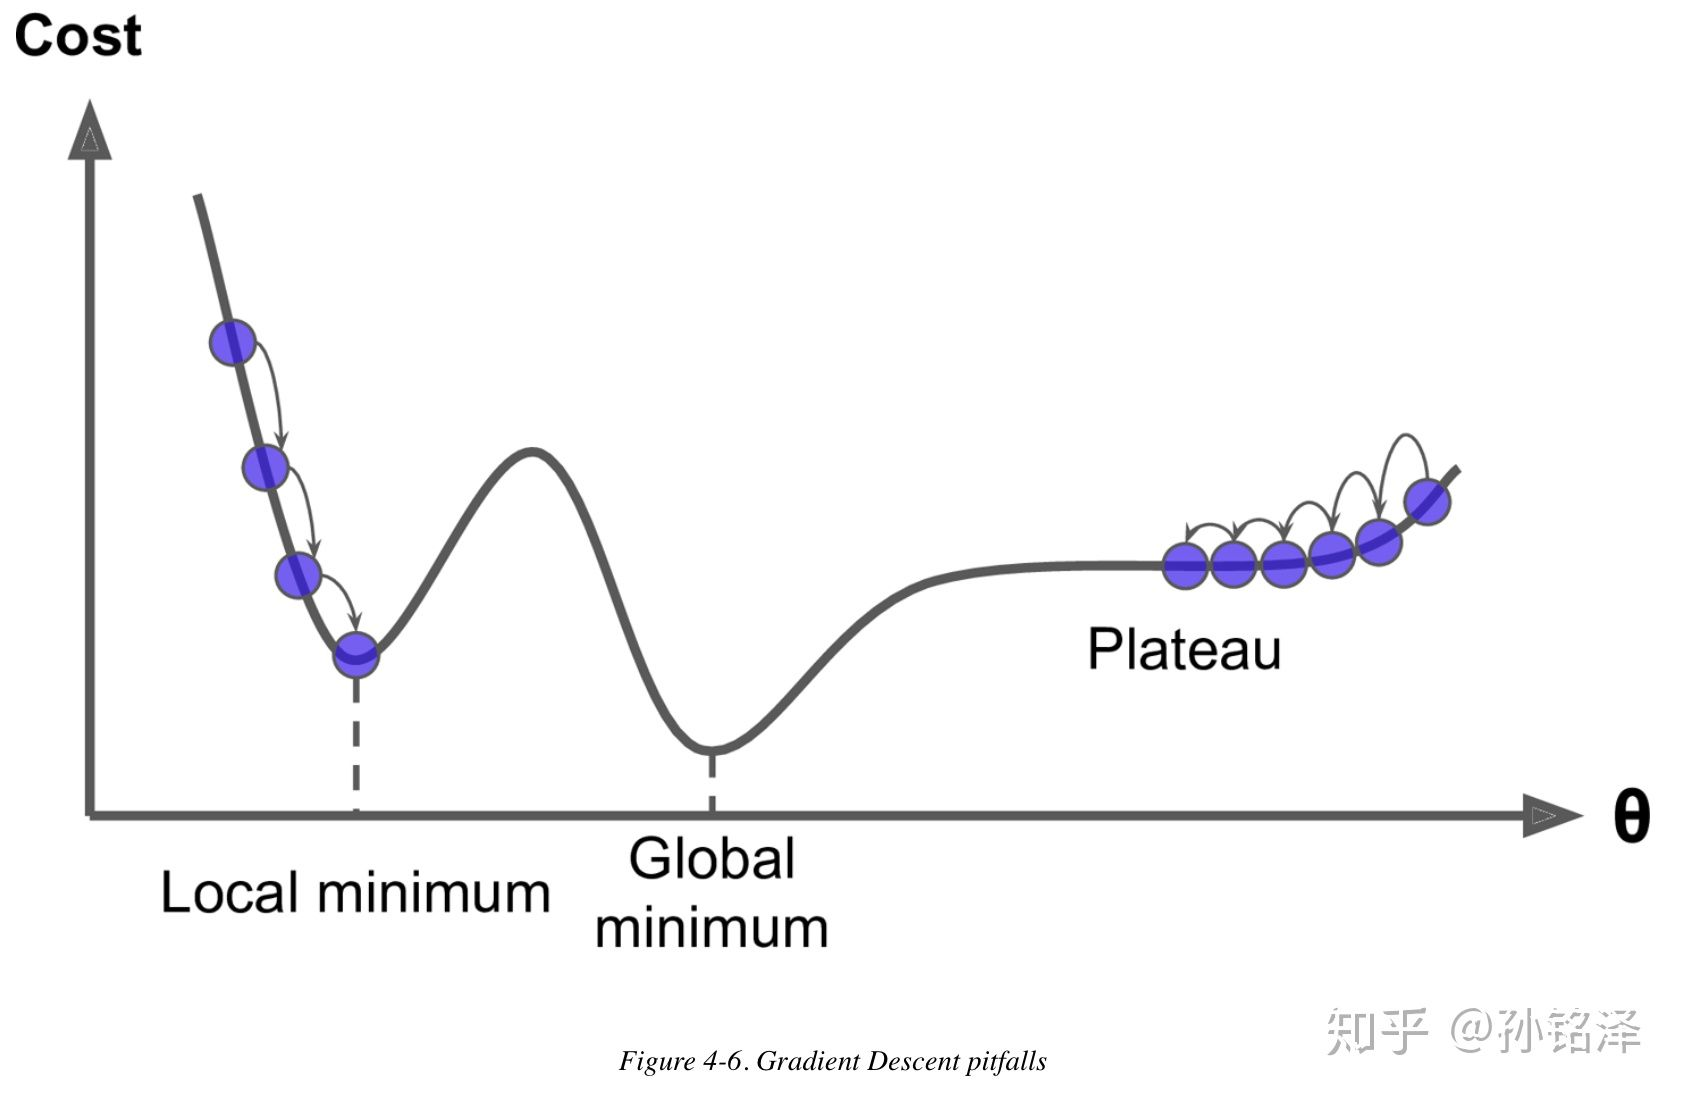 Cost
Plateau
θ
Local minimum
Global
minimum
知乎 @孙铭泽
Figure 4-6. Gradient Descent pitfalls